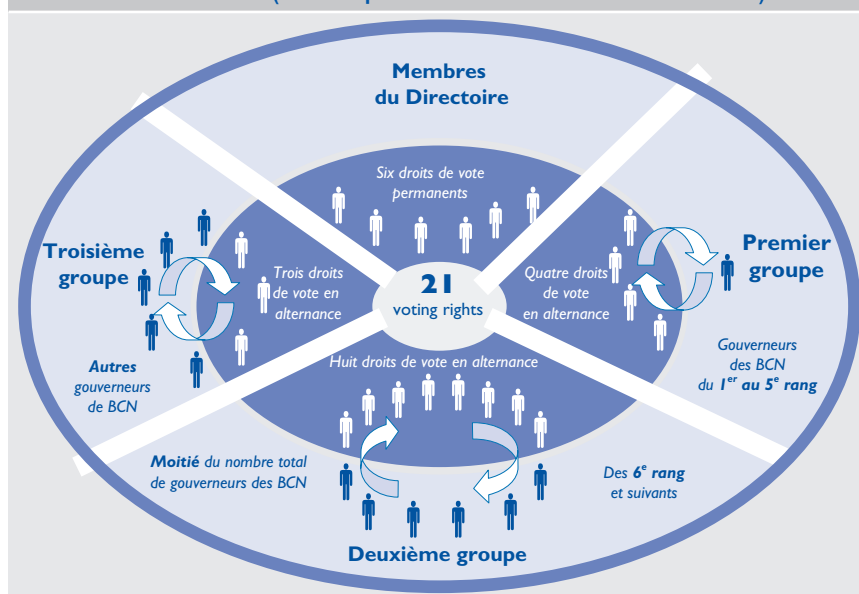 Membres
du Directoire
Six droits de vote
permanents
Troisième
groupe
Trois droits
de vote en
alternance
21
voting rights
Quatre droits
de vote
en alternance
Premier
groupe
Autres
gouverneurs
de BCN
Huit droits de vote en alternance
Gouverneurs
des BCN
du 1er au 5e rang
Moitié du nombre total
de gouverneurs des BCN
Des 6e rang
et suivants
Deuxième groupe